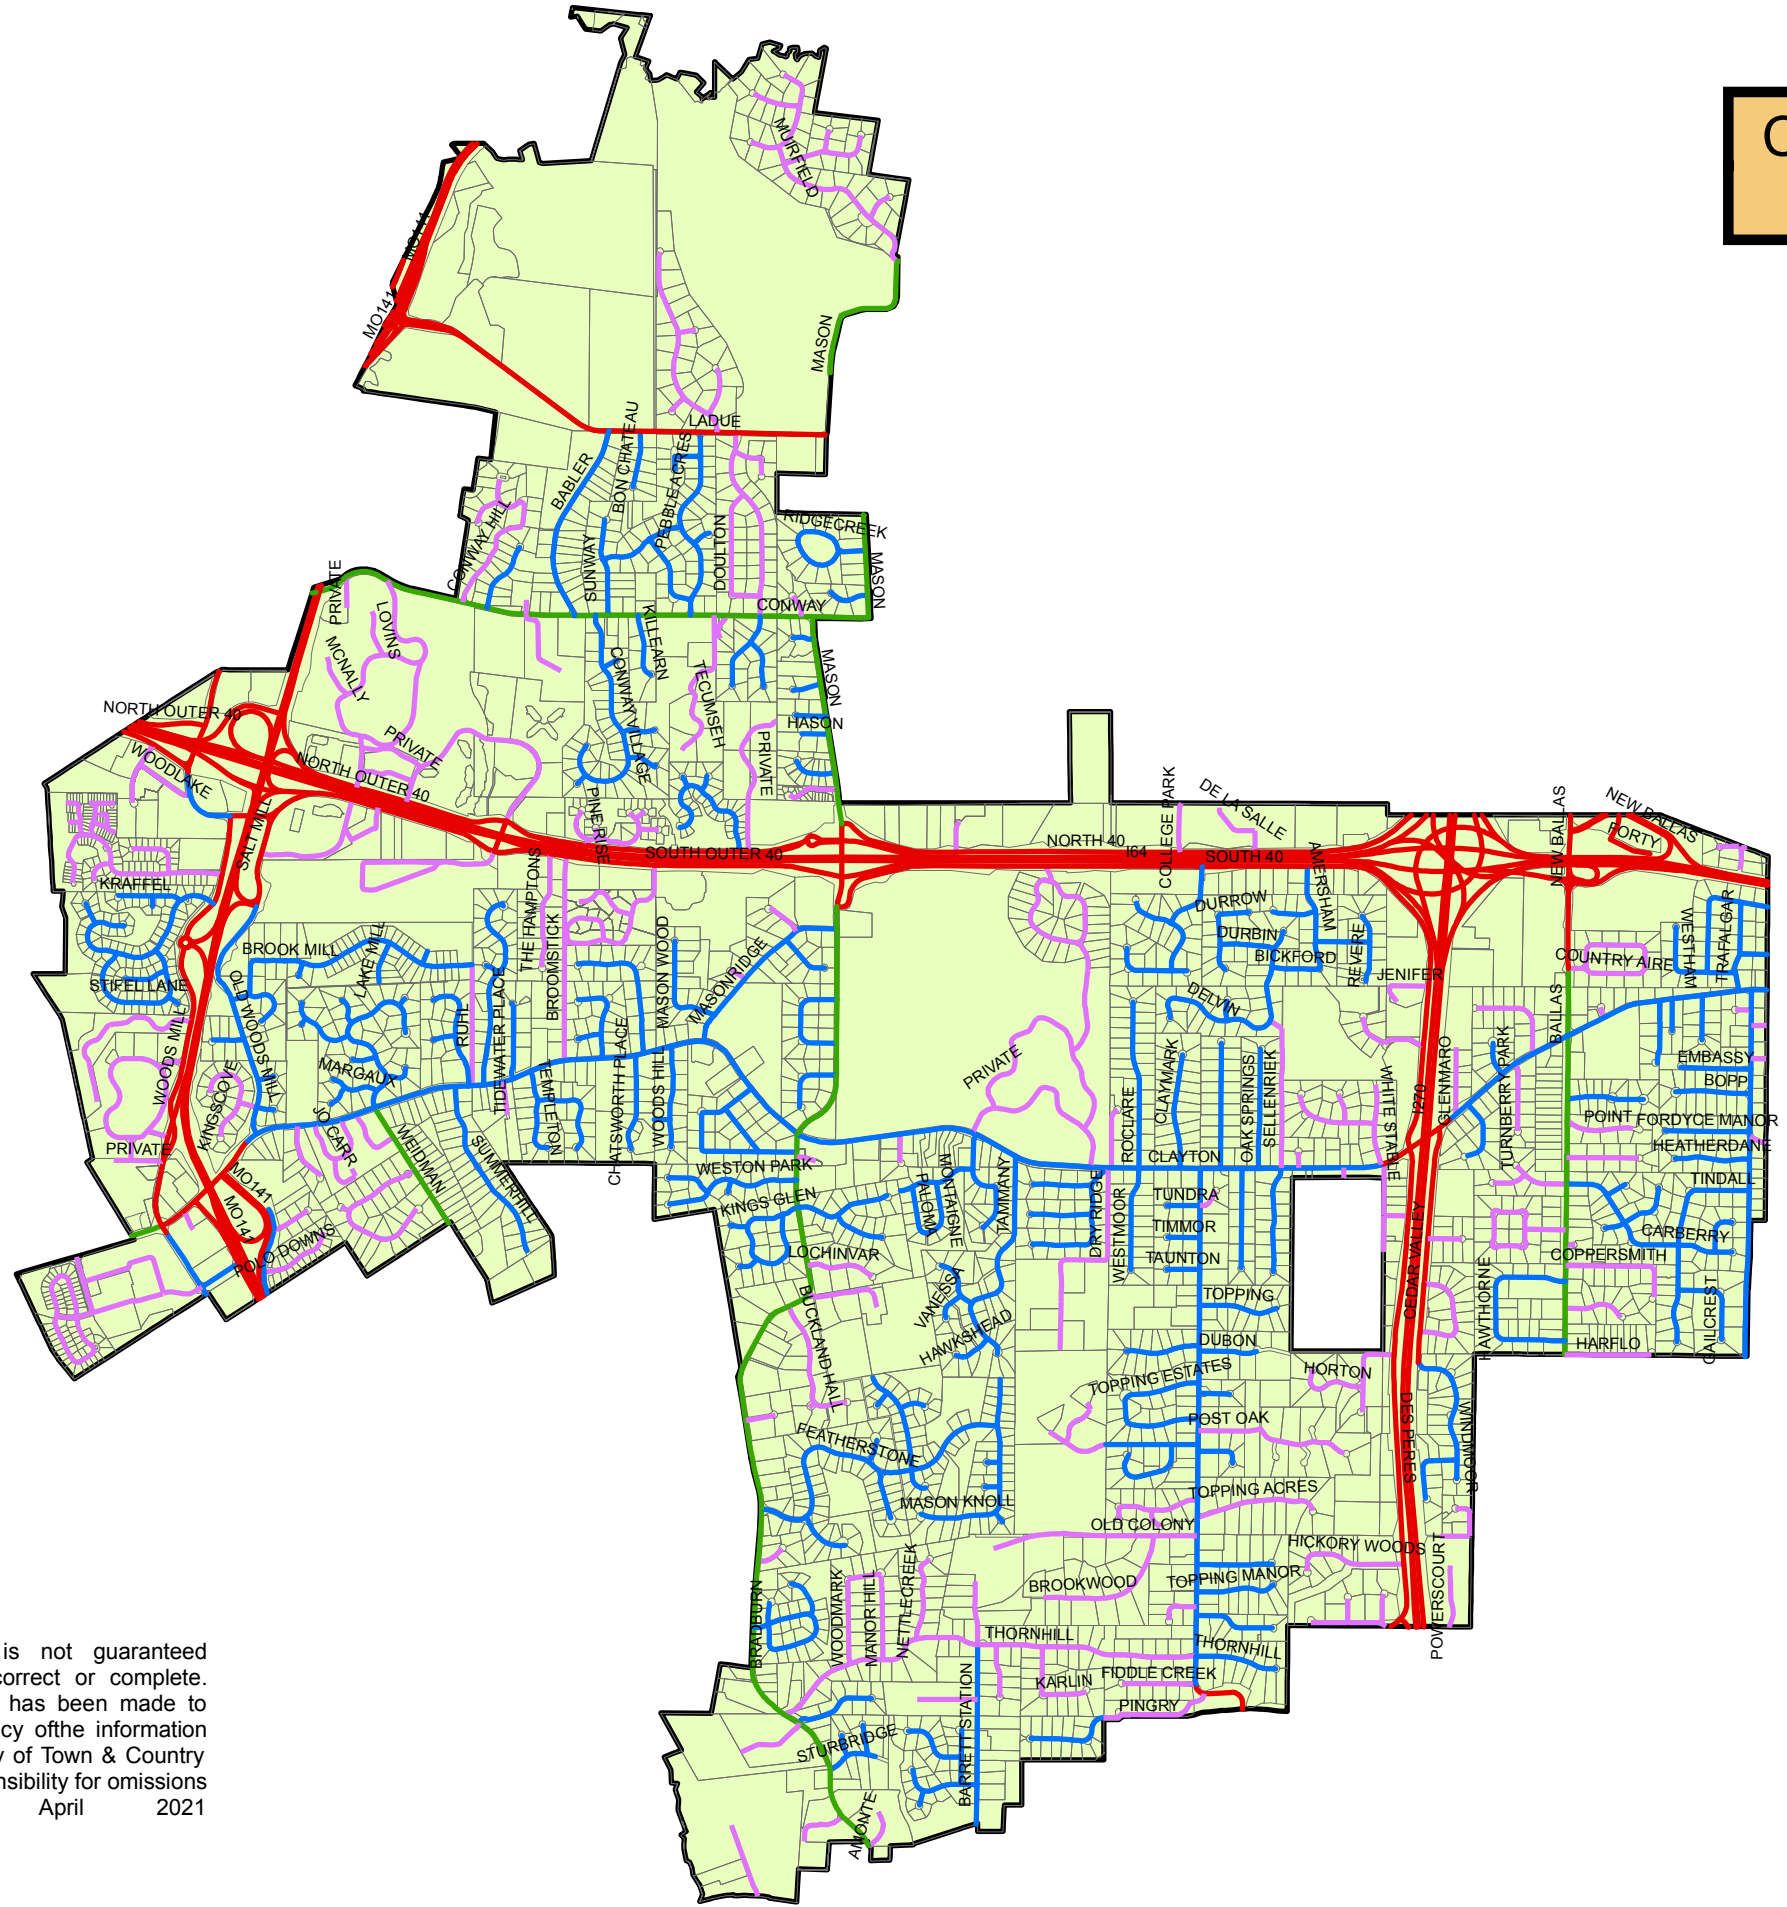 C
MUIRFIELD
MO141
MO141
MASON
LADUE
BON CHATEAU
BABLER
PEBBLE ACRES
CONWAY HILL
RIDGECREEK
DOULTON
SUNWAY
MASON
CONWAY
PRIVATE
LOVINS
MCNALLY
KILLEARN
CONWAY VILLAGE
TECUMSEH
MASON
HASON
PRIVATE
NORTH OUTER 40
WOODLAKE
PRIVATE
NORTH OUTER 40
SALT MILL
PINE RISE
SOUTH OUTER 40
NORTH 40
I64
COLLEGE PARK
DE LA SALLE
SOUTH 40
AMERSHAM
NEW BALLAS
NEW BALLAS
FORTY
KRAFFEL
THE HAMPTONS
BROOMSTICK
MASON WOOD
MASONRIDGE
BROOK MILL
LAKE MILL
STIFEL LANE
OLD WOODS MILL
WOODS MILL
RUHL
TIDEWATER PLACE
DURROW
DURBIN
BICKFORD
REVERE
JENIFER
DELVIN
COUNTRY AIRE
WESTHAM
TRAFALGAR
BALLAS
MARGAUX
KINGSCOVE
JO CARR
WEIDMAN
TEMPLETON
CHATSWORTH PLACE
WOODS HILL
SUMMERHILL
PRIVATE
ROCLARE
CLAYMARK
OAK SPRINGS
SELLENRIEK
WHITE STABLE
I270
GLENMARO
TURNBERRY PARK
EMBASSY
BOPP
POINT
FORDYCE MANOR
HEATHERDANE
TINDALL
PRIVATE
MO141
MO141
POLO DOWNS
WESTON PARK
KINGS GLEN
PALOMA
MONTAIGNE
TAMMANY
DRY RIDGE
WESTMOOR
CLAYTON
TUNDRA
TIMMOR
TAUNTON
CARBERRY
COPPERSMITH
LOCHINVAR
BUCKLAND HALL
VANESSA
HAWKSHEAD
TOPPING
DUBON
CEDAR VALLEY
HAWTHORNE
GAILCREST
HARFLO
TOPPING ESTATES
HORTON
POST OAK
DES PERES
WINDMOOR
FEATHERSTONE
MASON KNOLL
TOPPING ACRES
OLD COLONY
HICKORY WOODS
BROOKWOOD
TOPPING MANOR
POWERSCOURT
BRADBURN
WOODMARK
MANOR HILL
NETTLECREEK
THORNHILL
THORNHILL
KARLIN
FIDDLE CREEK
PINGRY
STURBRIDGE
BARRETT STATION
AMONTE
is not guaranteed
correct or complete.
has been made to
cy ofthe information
y of Town & Country
nsibility for omissions
April 2021